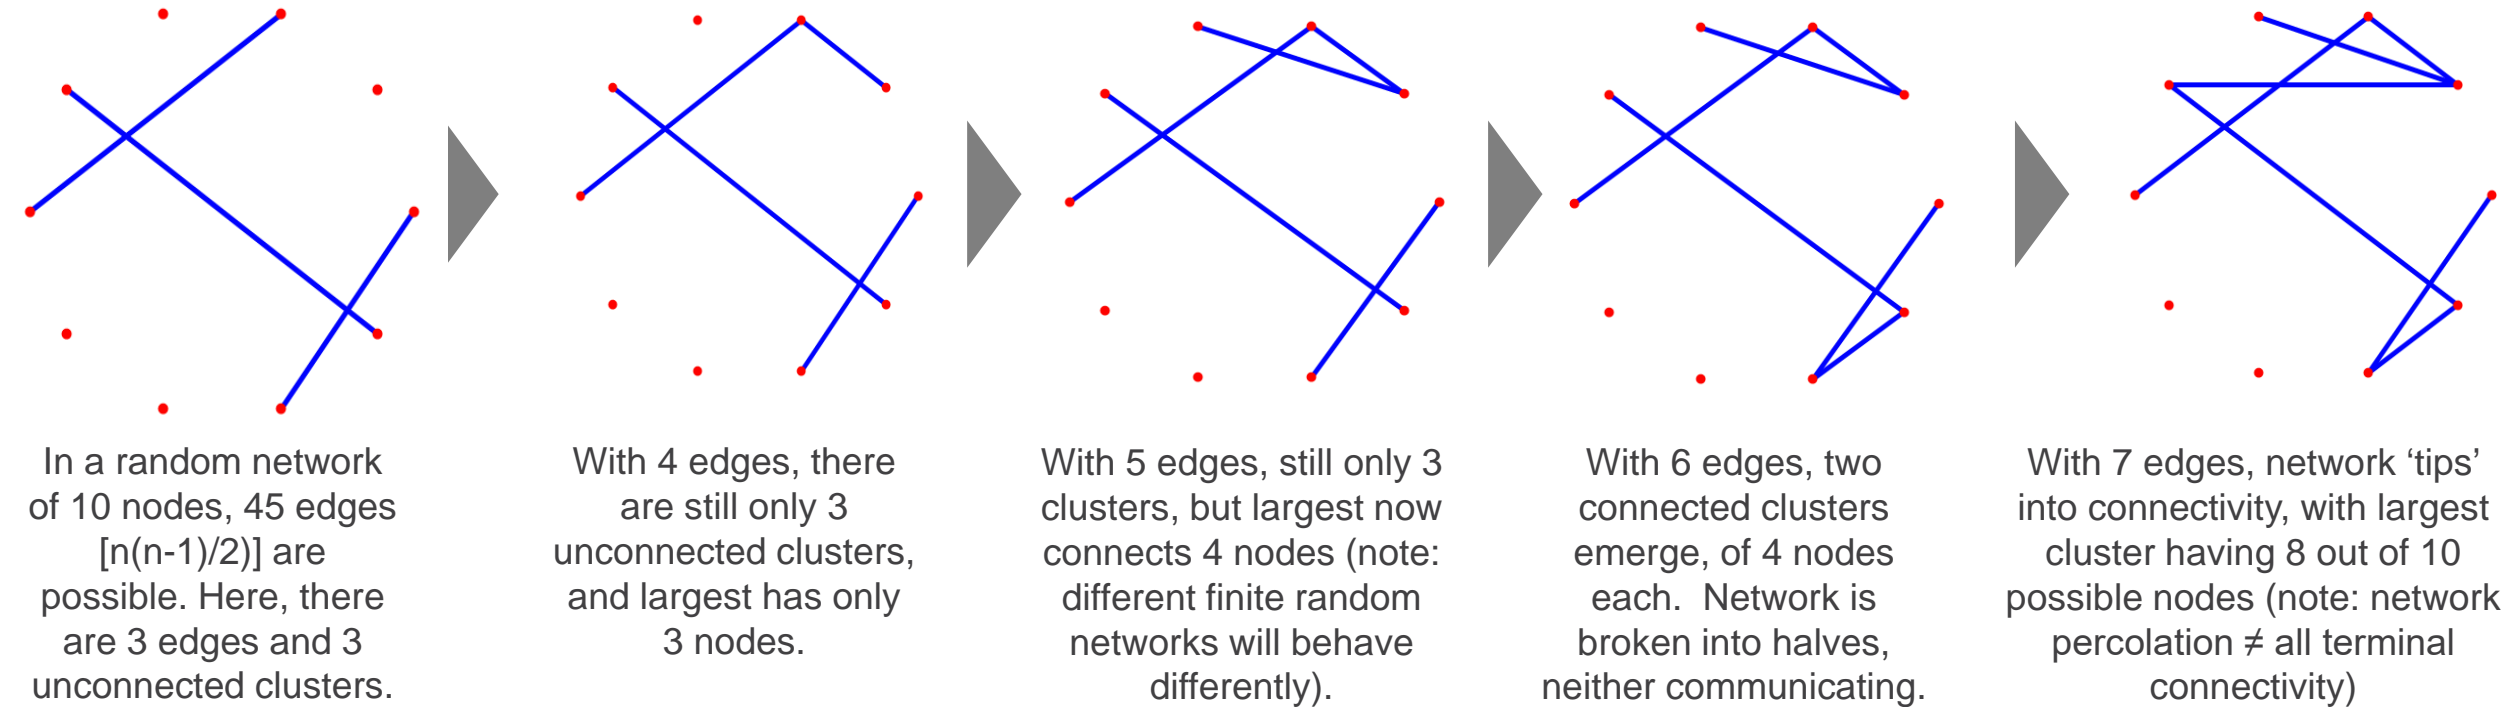 In a random network
of 10 nodes, 45 edges
[n(n-1)/2)] are
possible. Here, there
are 3 edges and 3
unconnected clusters.
With 4 edges, there
are still only 3
unconnected clusters,
and largest has only
3 nodes.
With 5 edges, still only 3
clusters, but largest now
connects 4 nodes (note:
different finite random
networks will behave
differently).
With 6 edges, two
connected clusters
emerge, of 4 nodes
each.  Network is
broken into halves,
neither communicating.
With 7 edges, network ‘tips’
into connectivity, with largest
cluster having 8 out of 10
possible nodes (note: network
percolation ≠ all terminal
connectivity)